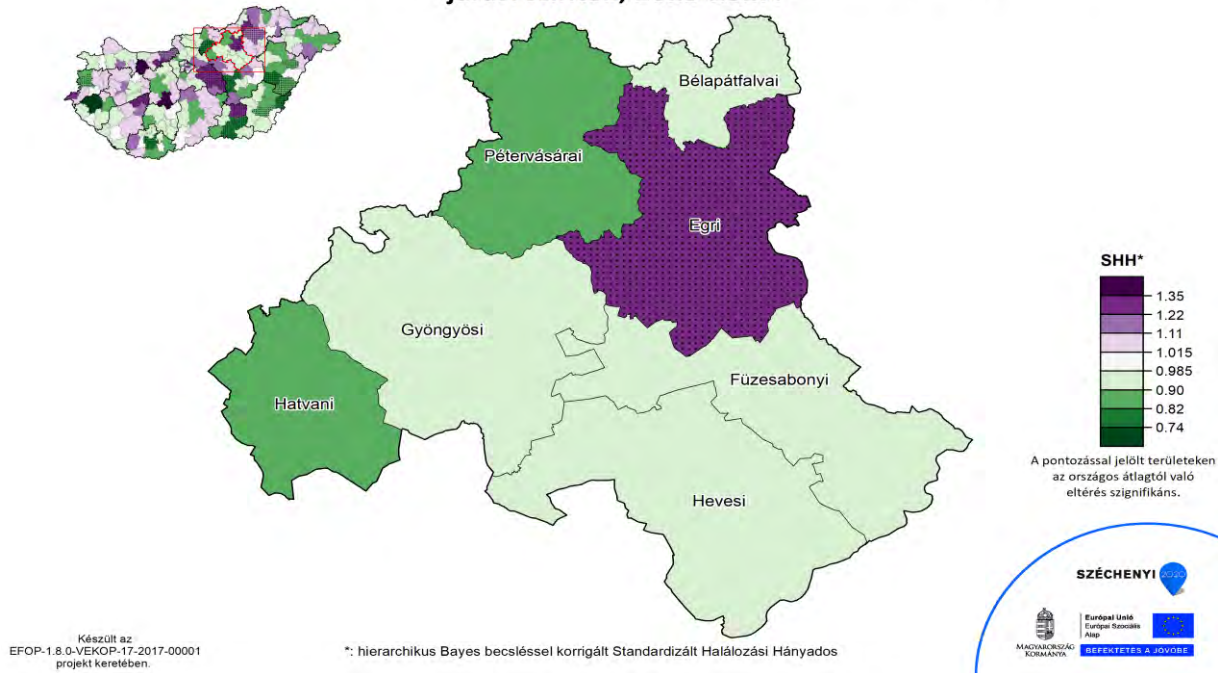 Bélapátfalvai
Pétervásárai
Egri
Gyöngyösi
Füzesabonyi
Hatvani
Hevesi
SHH*
1.35
1.22
1.11
1.015
0.985
0.90
0.82
0.74
A pontozással jelölt területeken
az országos átlagtól való
eltérés szignifikáns.
SZÉCHENYI 2020
MAGYARORSZÁG
KORMÁNYA
Európai Unió
Európai Szociális
Alap
BEFEKTETÉS A JÖVŐBE
Készült az
EFOP-1.8.0-VEKOP-17-2017-00001
projekt keretében.
*: hierarchikus Bayes becsléssel korrigált Standardizált Halálozási Hányados